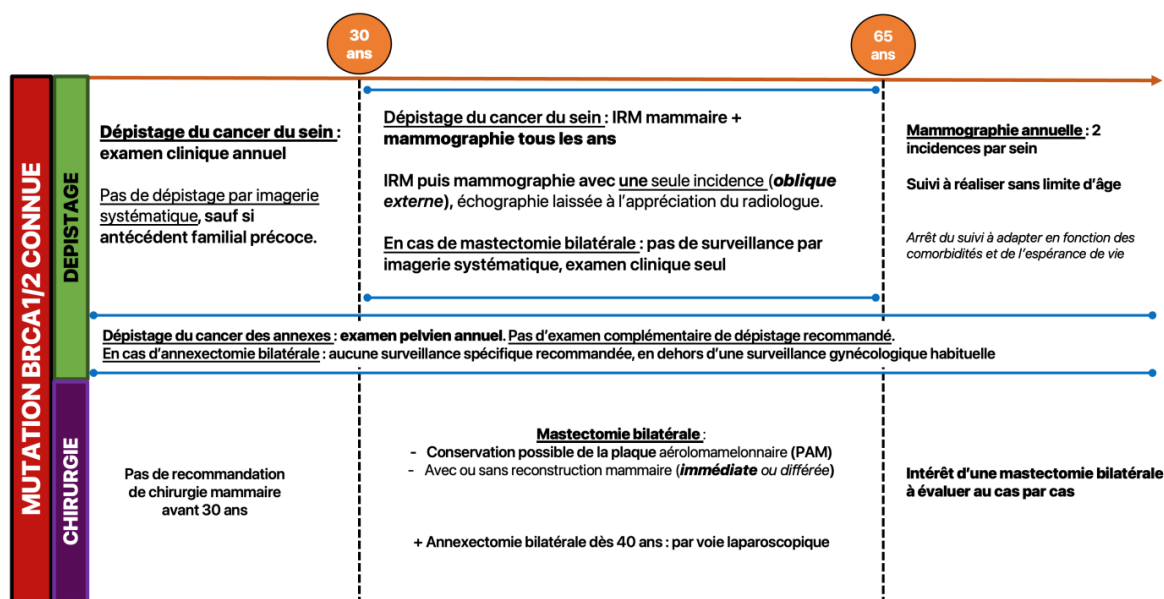 30
ans
65
ans
MUTATION BRCA1/2 CONNUE
DEPISTAGE
Dépistage du cancer du sein :
examen clinique annuel
Pas de dépistage par imagerie
systématique, sauf si
antécédent familial précoce.
Dépistage du cancer du sein : IRM mammaire +
mammographie tous les ans
IRM puis mammographie avec une seule incidence (oblique
externe), échographie laissée à l'appréciation du radiologue.
En cas de mastectomie bilatérale : pas de surveillance par
imagerie systématique, examen clinique seul
Mammographie annuelle : 2
incidences par sein
Suivi à réaliser sans limite d'âge
Arrêt du suivi à adapter en fonction des
comorbidités et de l'espérance de vie
Dépistage du cancer des annexes : examen pelvien annuel. Pas d'examen complémentaire de dépistage recommandé.
En cas d'annexectomie bilatérale : aucune surveillance spécifique recommandée, en dehors d'une surveillance gynécologique habituelle
CHIRURGIE
Pas de recommandation
de chirurgie mammaire
avant 30 ans
Mastectomie bilatérale :
- Conservation possible de la plaque aérolomamelonnaire (PAM)
- Avec ou sans reconstruction mammaire (immédiate ou différée)
+ Annexectomie bilatérale dès 40 ans : par voie laparoscopique
Intérêt d'une mastectomie bilatérale
à évaluer au cas par cas